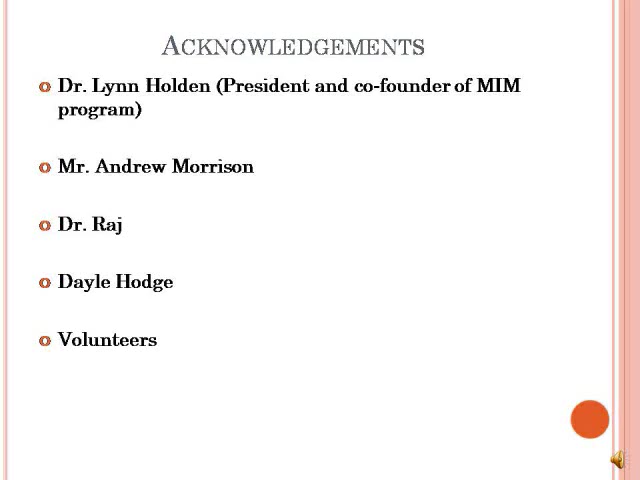 ACKNOWLEDGEMENTS
Dr. Lynn Holden (President and co-founder of MIM
program)
Mr. Andrew Morrison
Dr. Raj
Dayle Hodge
Volunteers